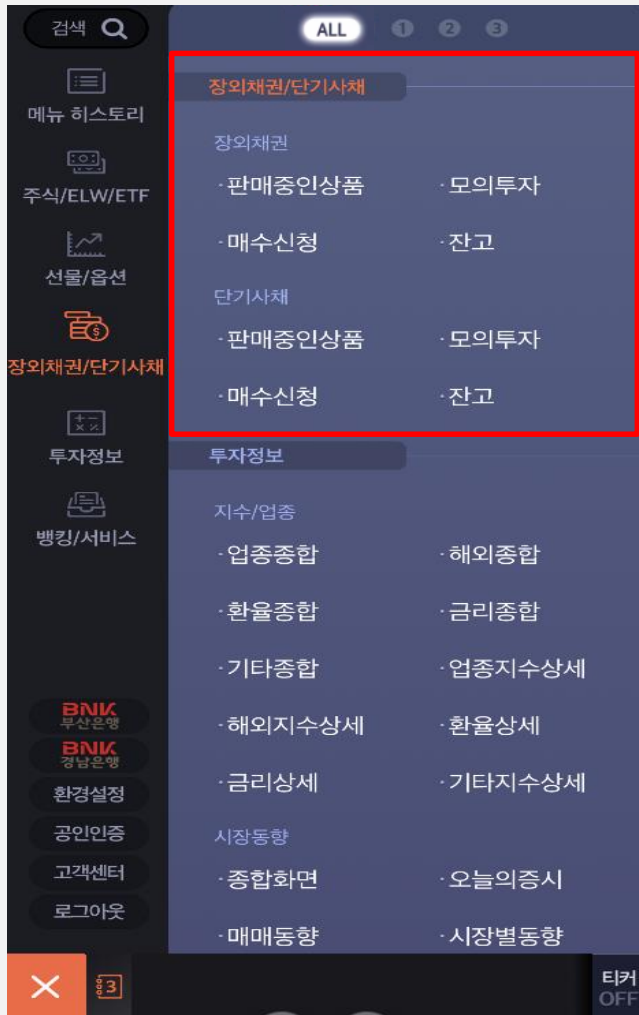 검색
ALL 1 2 3
메뉴 히스토리
주식/ELW/ETF
선물/옵션
장외채권/단기사채
투자정보
뱅킹/서비스
BNK
부산은행
BNK
경남은행
환경설정
공인인증
고객센터
로그아웃
장외채권/단기사채
장외채권
·판매중인상품 ·모의투자
·매수신청 ·잔고
단기사채
·판매중인상품 ·모의투자
·매수신청 ·잔고
투자정보
지수/업종
·업종종합 ·해외종합
·환율종합 ·금리종합
·기타종합 ·업종지수상세
·해외지수상세 ·환율상세
·금리상세 ·기타지수상세
시장동향
·종합화면 ·오늘의증시
·매매동향 ·시장별동향
3
티커
OFF